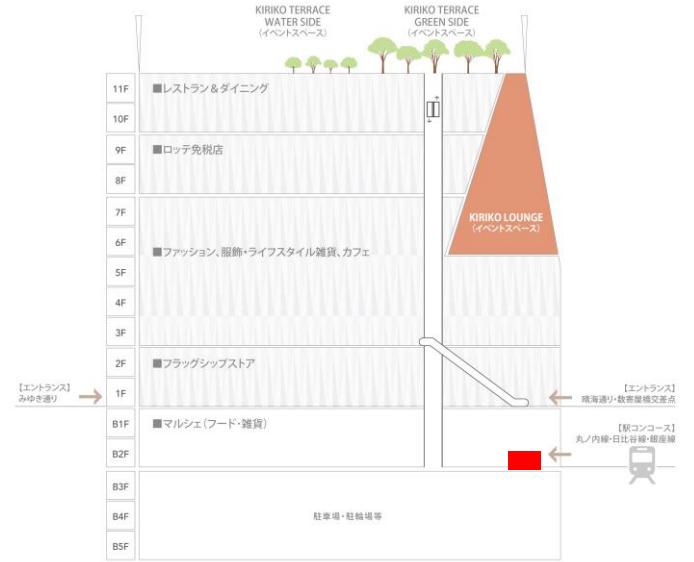 KIRIKO TERRACE
WATER SIDE
(イベントスペース)
KIRIKO TERRACE
GREEN SIDE
(イベントスペース)
11F
■レストラン&ダイニング
10F
9F
■ロッテ免税店
8F
7F
KIRIKO LOUNGE
(イベントスペース)
6F
■ファッション、服飾・ライフスタイル雑貨、カフェ
5F
4F
3F
2F
■フラッグシップストア
1F
【エントランス】
みゆき通り
【エントランス】
晴海通り・数寄屋橋交差点
B1F
■マルシェ(フード・雑貨)
B2F
【駅コンコース】
丸ノ内線・日比谷線・銀座線
B3F
B4F
駐車場・駐輪場等
B5F